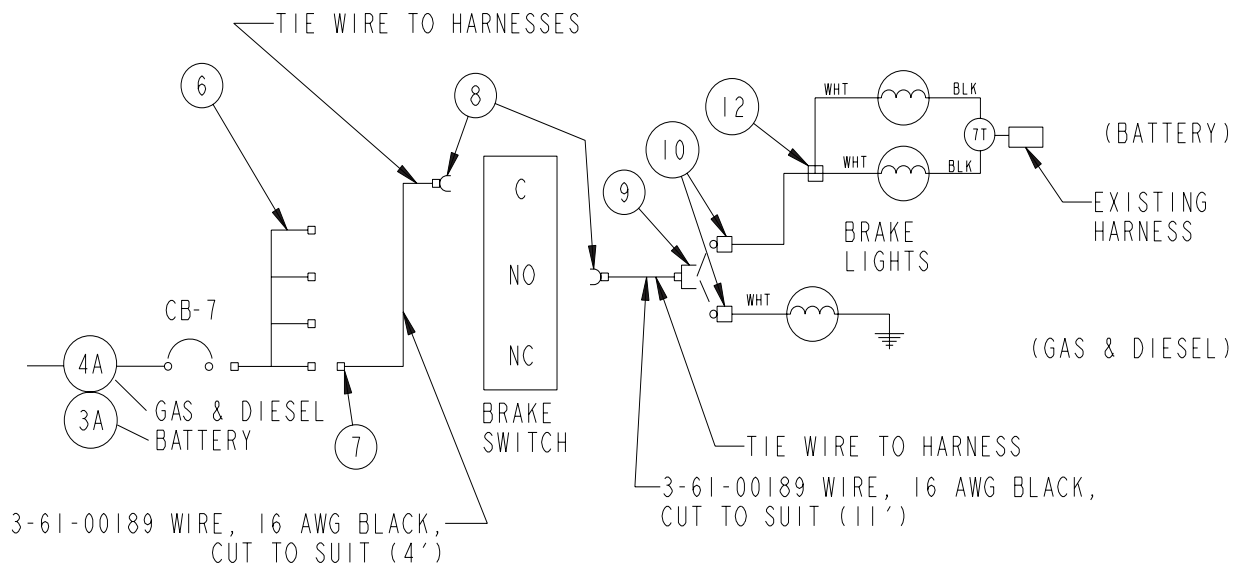 TIE WIRE TO HARNESSES
6
8
12
WHT
BLK
7T
(BATTERY)
10
WHT
BLK
C
9
EXISTING
HARNESS
BRAKE
LIGHTS
NO
CB-7
WHT
NC
(GAS & DIESEL)
4A
GAS & DIESEL
3A
BATTERY
7
BRAKE
SWITCH
TIE WIRE TO HARNESS
3-61-00189 WIRE, 16 AWG BLACK,
CUT TO SUIT (11')
3-61-00189 WIRE, 16 AWG BLACK,
CUT TO SUIT (4')